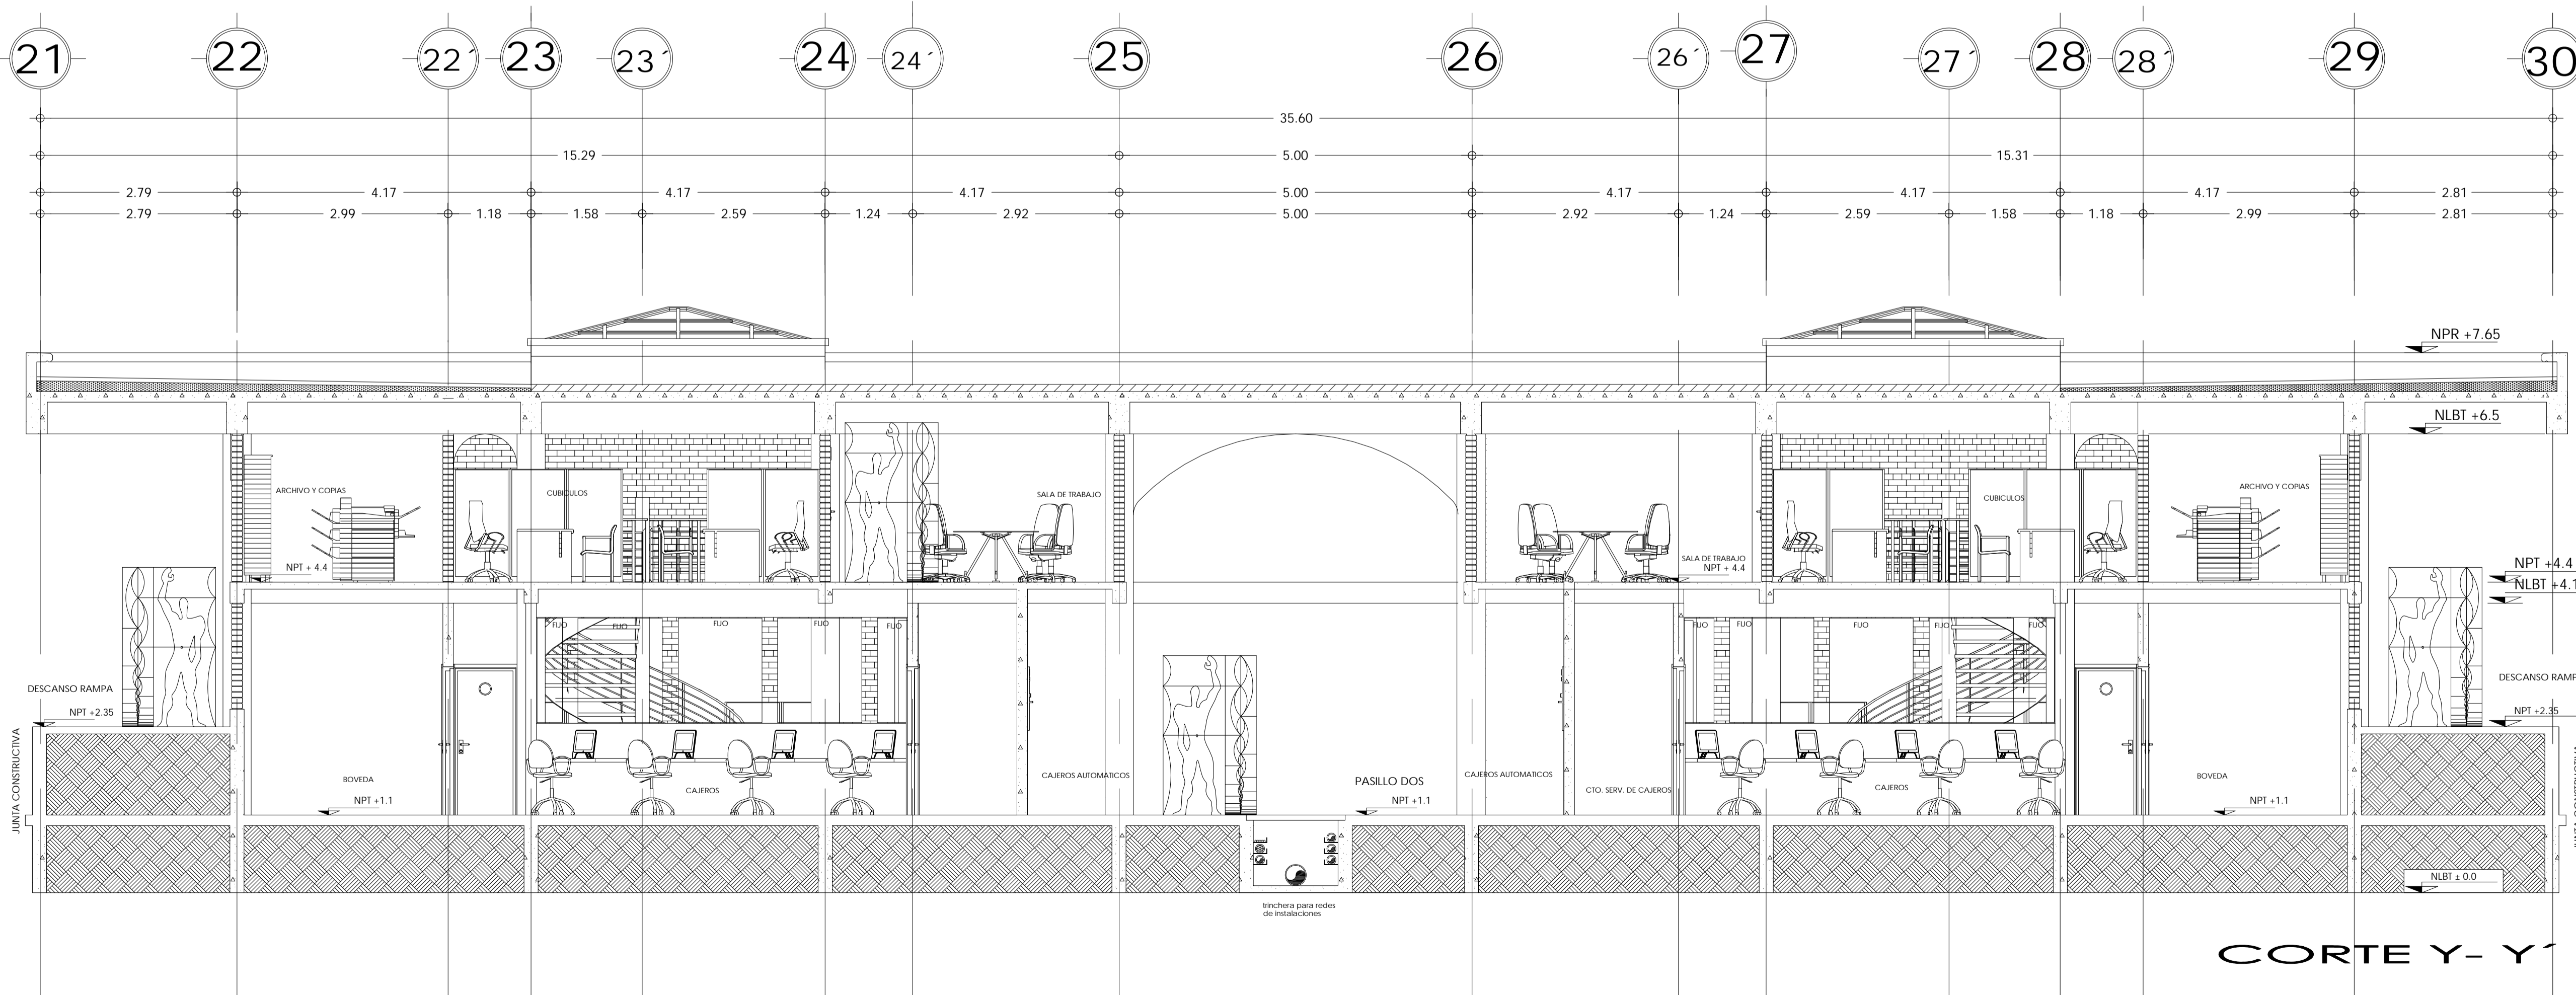 21 22 22´ 23 23´ 24 24´ 25 26 26´ 27 27´ 28 28´ 29 30
35.60
15.29 5.00 15.31
2.79 4.17 4.17 4.17 5.00 4.17 4.17 4.17 2.81
2.79 2.99 1.18 1.58 2.59 1.24 2.92 5.00 2.92 1.24 2.59 1.58 1.18 2.99 2.81
NPR +7.65
NLBT +6.5
ARCHIVO Y COPIAS
CUBICULOS
SALA DE TRABAJO
CUBICULOS
ARCHIVO Y COPIAS
NPT + 4.4
SALA DE TRABAJO
NPT + 4.4
NPT +4.4
NLBT +4.1
FIJO FIJO FIJO FIJO FIJO
FIJO FIJO FIJO FIJO FIJO
DESCANSO RAMPA
NPT +2.35
DESCANSO RAMP
NPT +2.35
JUNTA CONSTRUCTIVA
BOVEDA
NPT +1.1
CAJEROS
CAJEROS AUTOMATICOS
PASILLO DOS
NPT +1.1
CAJEROS AUTOMATICOS
CTO. SERV. DE CAJEROS
CAJEROS
BOVEDA
NPT +1.1
NLBT ± 0.0
trinchera para redes
de instalaciones
CORTE Y- Y´